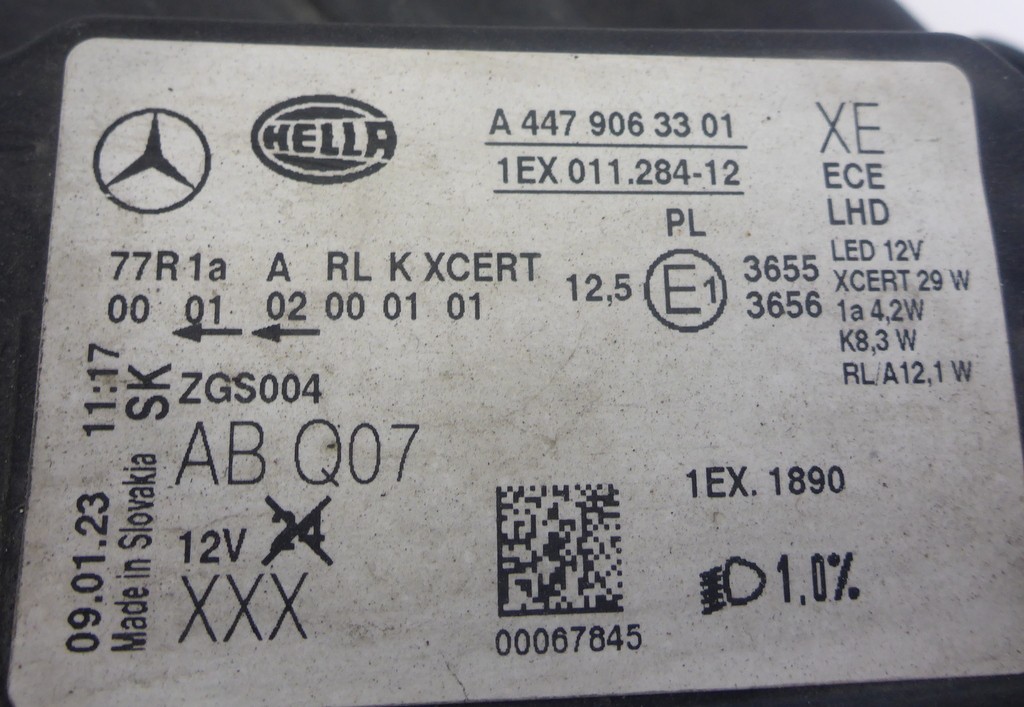 HELLA
A 447 906 33 01
1EX 011.284-12
XE
ECE
LHD
PL
77R 1a A RL K XCERT
00 01 02 00 01 01
12,5
E1
3655
3656
LED 12V
XCERT 29 W
1a 4,2W
K8,3 W
RL/A12,1 W
09.01.23 11:17
Made in Slovakia SK
ZGS004
AB Q07
12V 24
XXX
00067845
1EX. 1890
1,0%